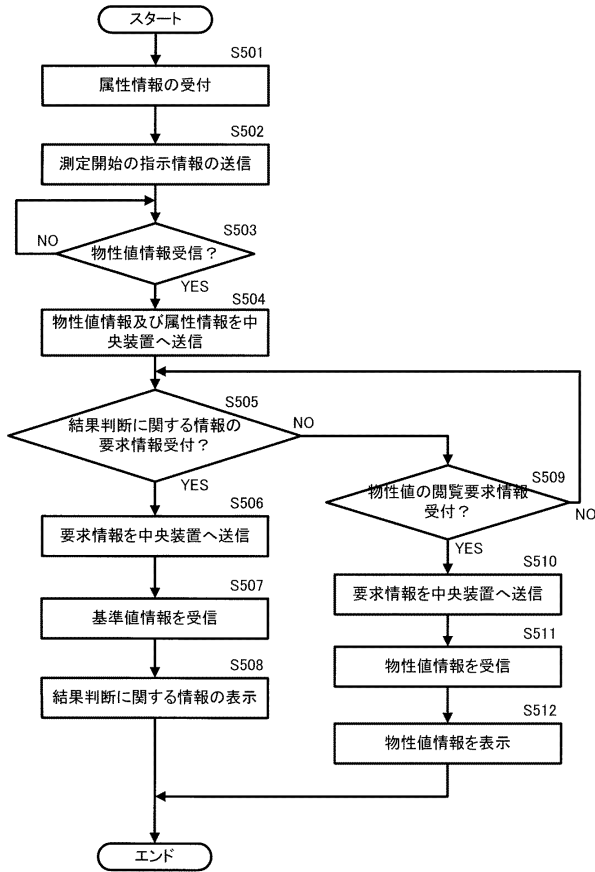 スタート
S501
属性情報の受付
S502
測定開始の指示情報の送信
S503
物性値情報受信？
NO
YES
S504
物性値情報及び属性情報を中
央装置へ送信
S505
結果判断に関する情報の
要求情報受付？
NO
YES
S506
要求情報を中央装置へ送信
S507
基準値情報を受信
S508
結果判断に関する情報の表示
S509
物性値の閲覧要求情報
受付？
NO
YES
S510
要求情報を中央装置へ送信
S511
物性値情報を受信
S512
物性値情報を表示
エンド